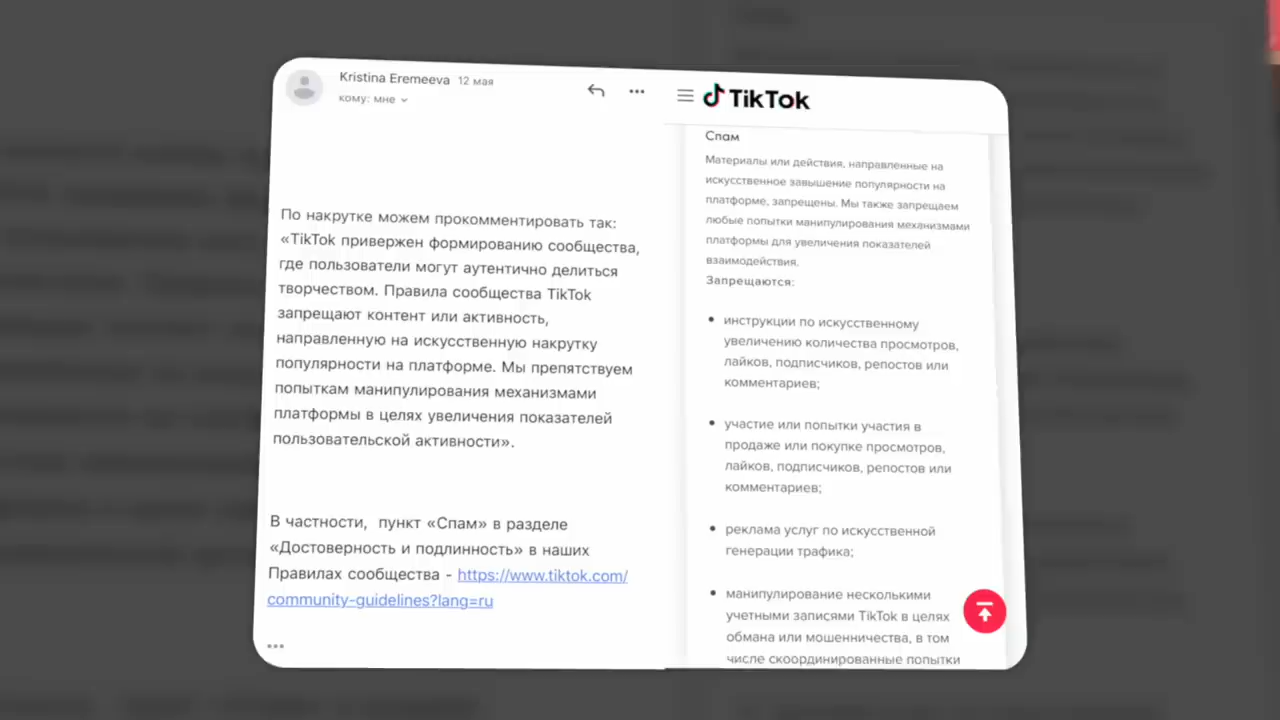 Kristina Eremeeva 12 мая
кому: мне
По накрутке можем прокомментировать так:
«TikTok привержен формированию сообщества,
где пользователи могут аутентично делиться
творчеством. Правила сообщества TikTok
запрещают контент или активность,
направленную на искусственную накрутку
популярности на платформе. Мы препятствуем
попыткам манипулирования механизмами
платформы в целях увеличения показателей
пользовательской активности».
В частности, пункт «Спам» в разделе
«Достоверность и подлинность» в наших
Правилах сообщества - https://www.tiktok.com/
community-guidelines?lang=ru
TikTok
Спам
Материалы или действия, направленные на
искусственное завышение популярности на
платформе, запрещены. Мы также запрещаем
любые попытки манипулирования механизмами
платформы для увеличения показателей
взаимодействия.
Запрещаются:
• инструкции по искусственному
увеличению количества просмотров,
лайков, подписчиков, репостов или
комментариев;
• участие или попытки участия в
продаже или покупке просмотров,
лайков, подписчиков, репостов или
комментариев;
• реклама услуг по искусственной
генерации трафика;
• манипулирование несколькими
учетными записями TikTok в целях
обмана или мошенничества, в том
числе скоординированные попытки